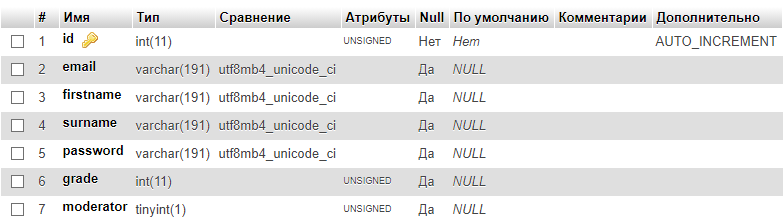 # Имя Тип Сравнение Атрибуты Null По умолчанию Комментарии Дополнительно
1 id int(11) UNSIGNED Нет Нет AUTO_INCREMENT
2 email varchar(191) utf8mb4_unicode_ci Да NULL
3 firstname varchar(191) utf8mb4_unicode_ci Да NULL
4 surname varchar(191) utf8mb4_unicode_ci Да NULL
5 password varchar(191) utf8mb4_unicode_ci Да NULL
6 grade int(11) UNSIGNED Да NULL
7 moderator tinyint(1) UNSIGNED Да NULL